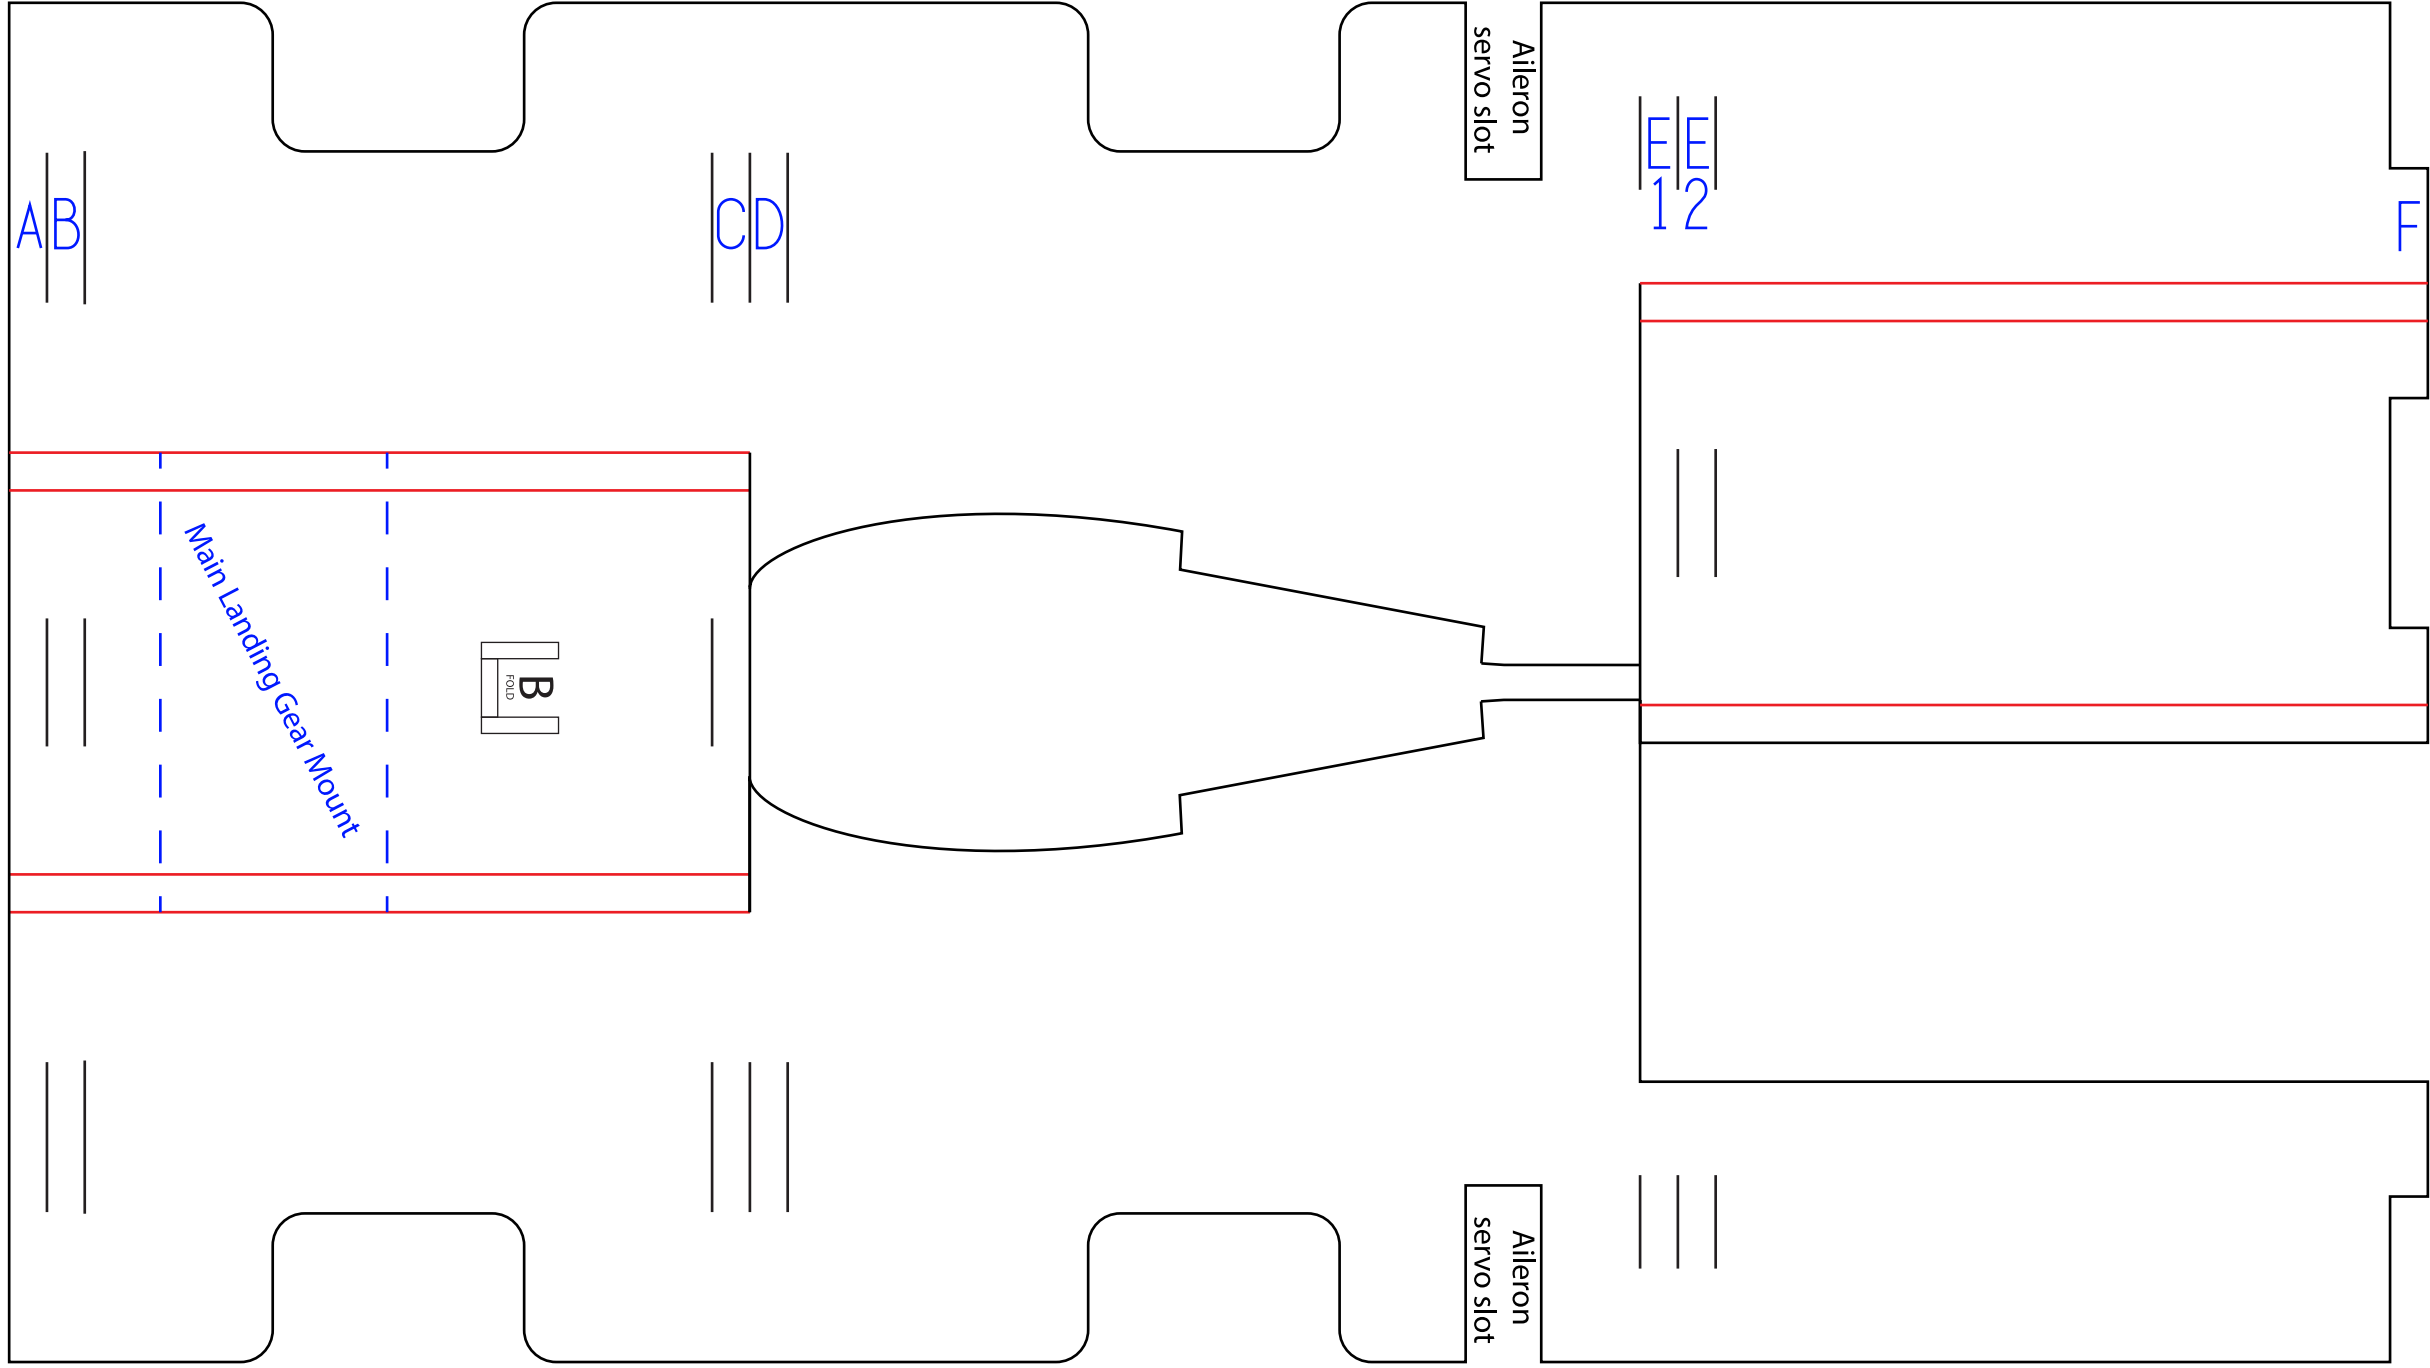 Aileron
servo slot
E E
1 2
A B
C D
F
Main Landing Gear Mount
B
FOLD
Aileron
servo slot